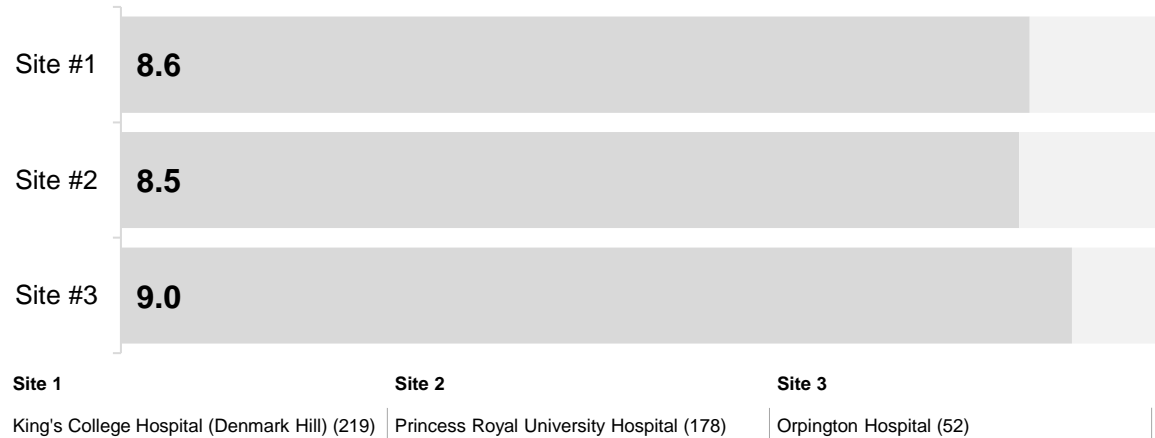 Site #1 8.6
Site #2 8.5
Site #3 9.0
Site 1 Site 2 Site 3
King's College Hospital (Denmark Hill) (219) Princess Royal University Hospital (178) Orpington Hospital (52)